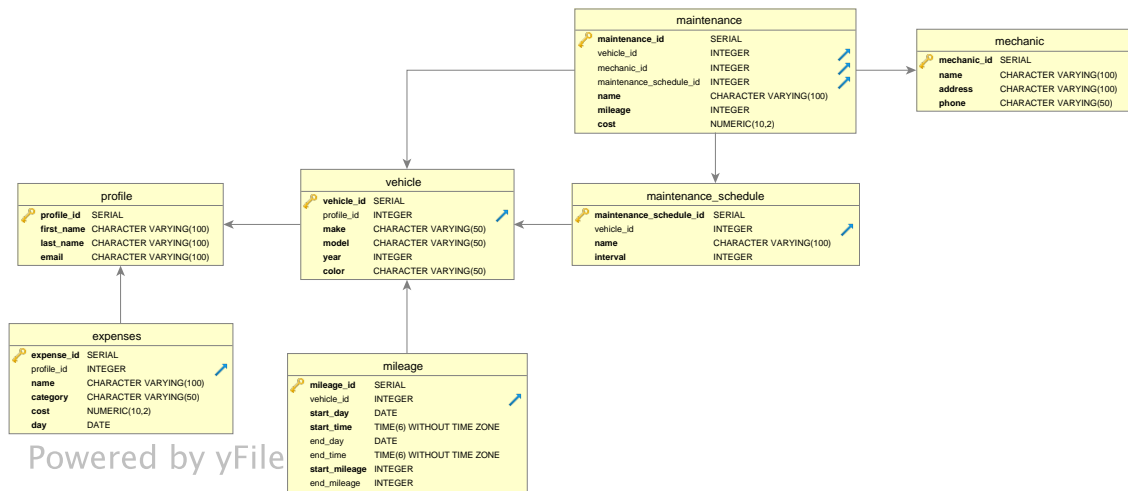 maintenance
maintenance_id SERIAL
vehicle_id INTEGER
mechanic_id INTEGER
maintenance_schedule_id INTEGER
name CHARACTER VARYING(100)
mileage INTEGER
cost NUMERIC(10,2)
mechanic
mechanic_id SERIAL
name CHARACTER VARYING(100)
address CHARACTER VARYING(100)
phone CHARACTER VARYING(50)
profile
profile_id SERIAL
first_name CHARACTER VARYING(100)
last_name CHARACTER VARYING(100)
email CHARACTER VARYING(100)
vehicle
vehicle_id SERIAL
profile_id INTEGER
make CHARACTER VARYING(50)
model CHARACTER VARYING(50)
year INTEGER
color CHARACTER VARYING(50)
maintenance_schedule
maintenance_schedule_id SERIAL
vehicle_id INTEGER
name CHARACTER VARYING(100)
interval INTEGER
expenses
expense_id SERIAL
profile_id INTEGER
name CHARACTER VARYING(100)
category CHARACTER VARYING(50)
cost NUMERIC(10,2)
day DATE
mileage
mileage_id SERIAL
vehicle_id INTEGER
start_day DATE
start_time TIME(6) WITHOUT TIME ZONE
end_day DATE
end_time TIME(6) WITHOUT TIME ZONE
start_mileage INTEGER
end_mileage INTEGER
Powered by yFile